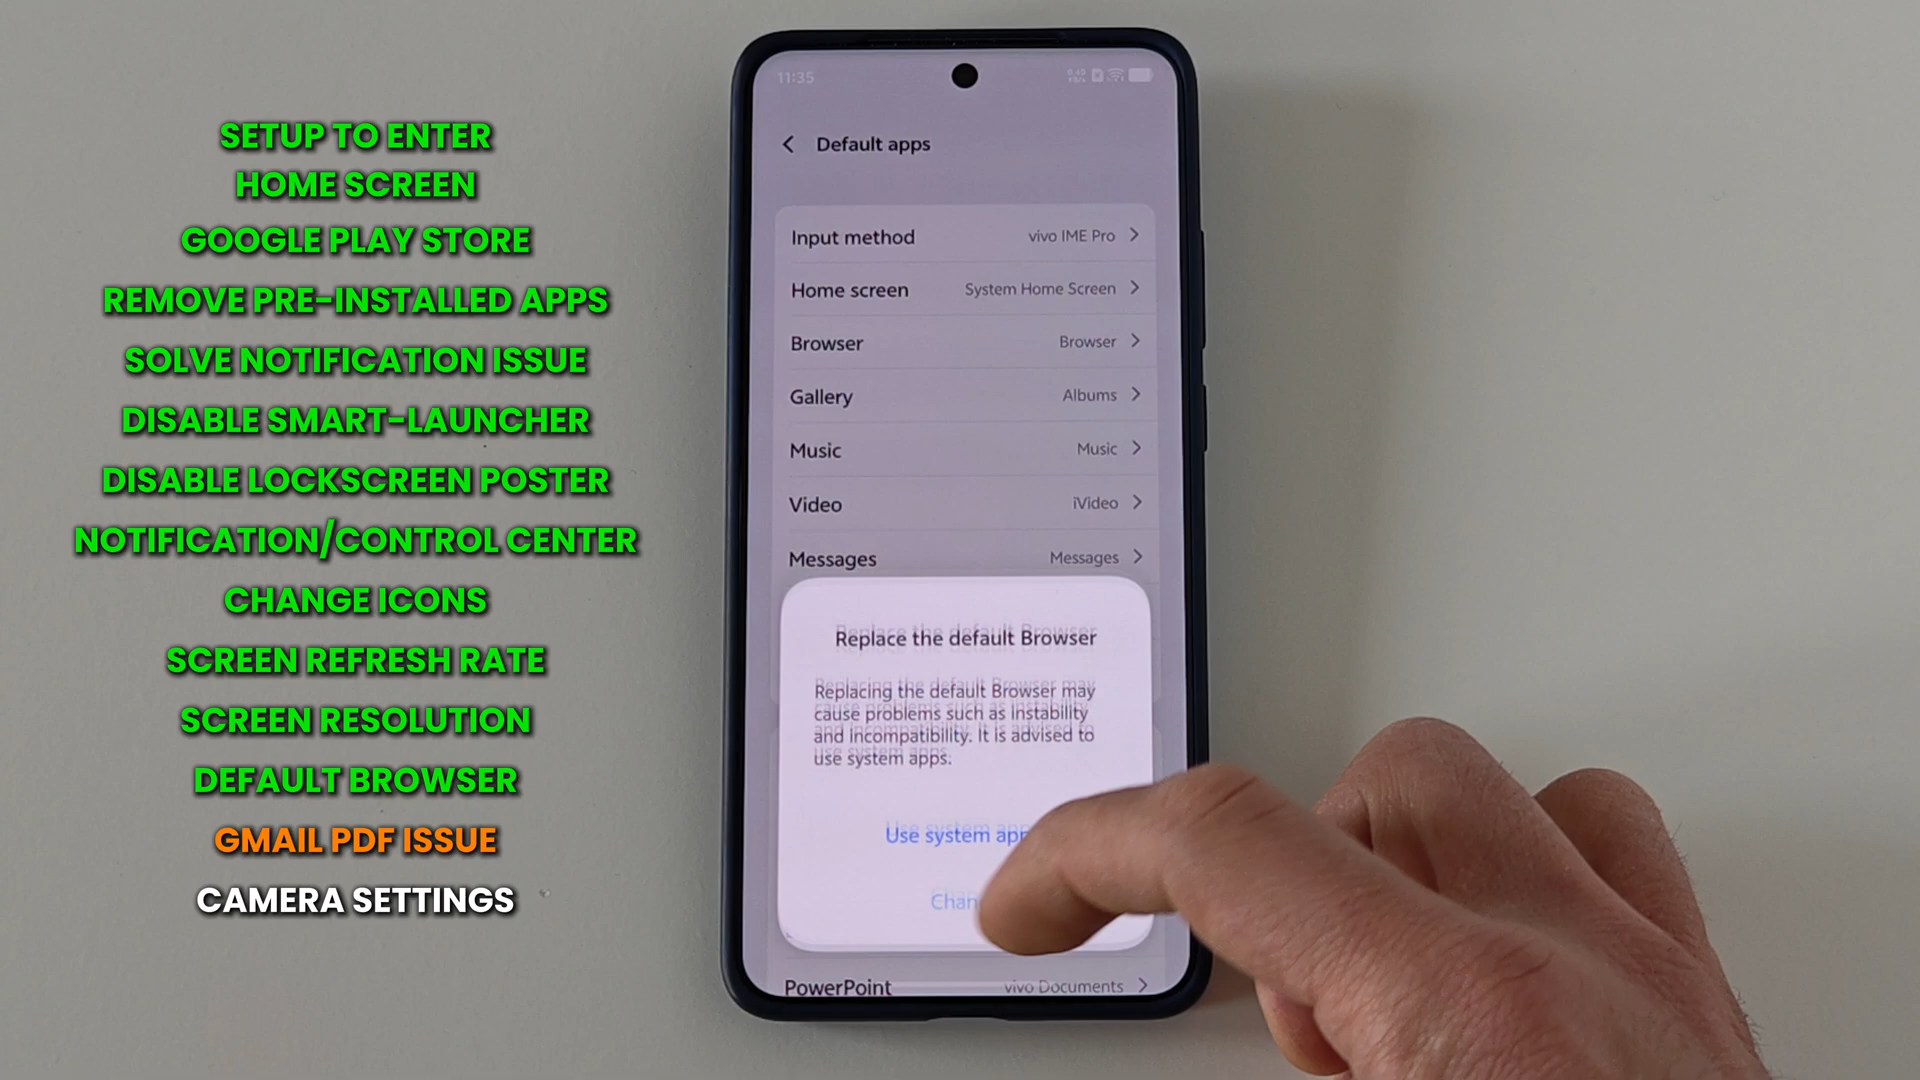 SETUP TO ENTER
HOME SCREEN
GOOGLE PLAY STORE
REMOVE PRE-INSTALLED APPS
SOLVE NOTIFICATION ISSUE
DISABLE SMART-LAUNCHER
DISABLE LOCKSCREEN POSTER
NOTIFICATION/CONTROL CENTER
CHANGE ICONS
SCREEN REFRESH RATE
SCREEN RESOLUTION
DEFAULT BROWSER
GMAIL PDF ISSUE
CAMERA SETTINGS
11:35
Default apps
Input method vivo IME Pro
Home screen System Home Screen
Browser Browser
Gallery Albums
Music Music
Video iVideo
Messages Messages
Replace the default Browser
Replacing the default Browser may
cause problems such as instability
and incompatibility. It is advised to
use system apps.
Use system app
Chan
PowerPoint vivo Documents